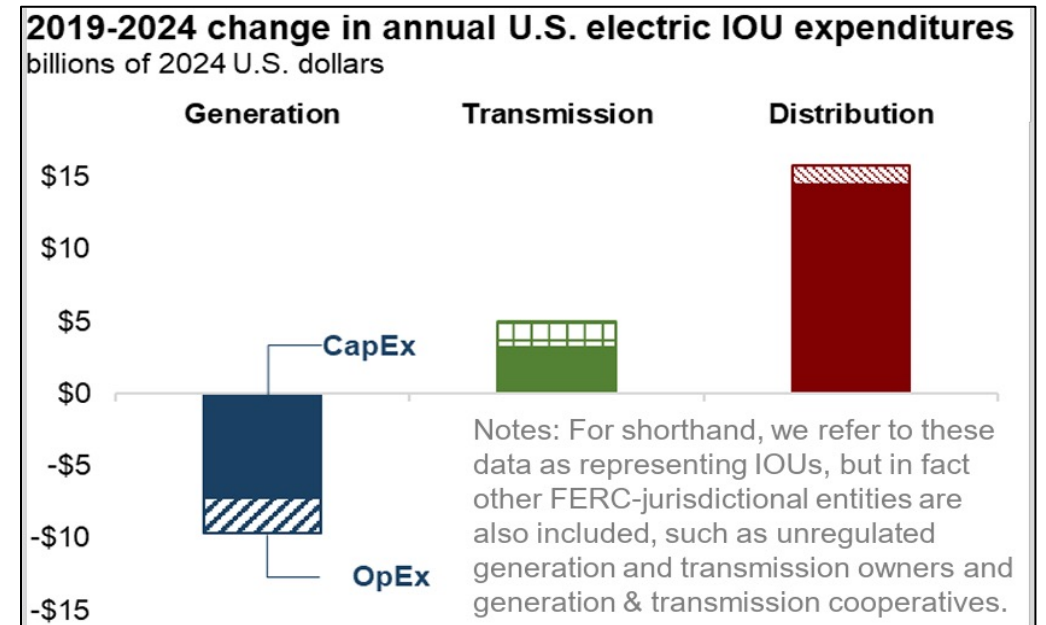 2019-2024 change in annual U.S. electric IOU expenditures
billions of 2024 U.S. dollars
Generation Transmission Distribution
$15
$10
$5
CapEx
$0
Notes: For shorthand, we refer to these
data as representing IOUs, but in fact
other FERC-jurisdictional entities are
also included, such as unregulated
generation and transmission owners and
generation & transmission cooperatives.
-$5
-$10
OpEx
-$15